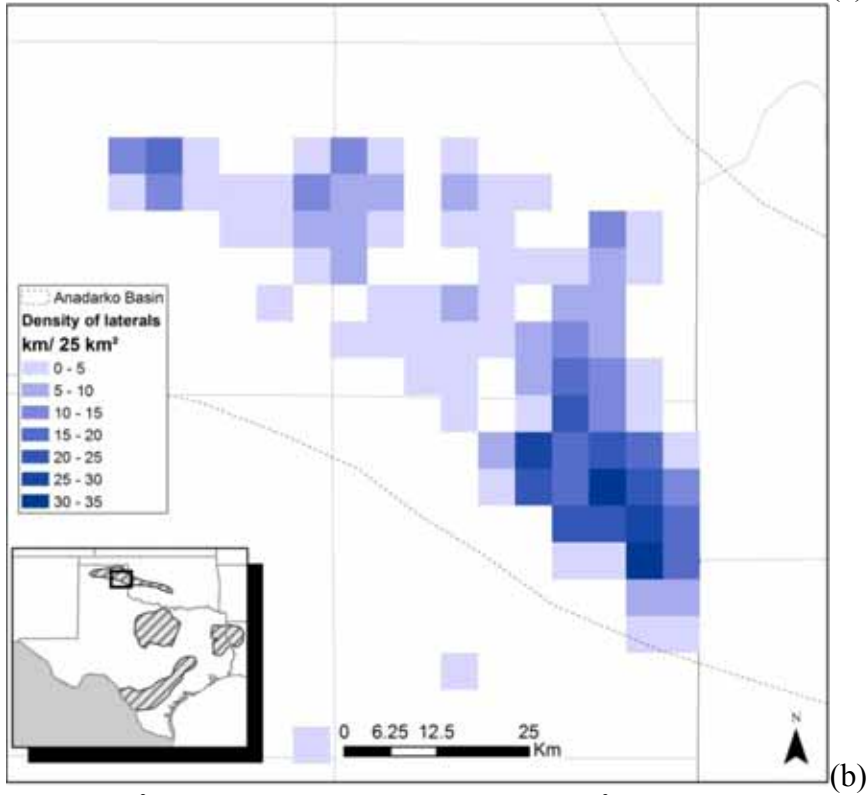 Anadarko Basin
Density of laterals
km/ 25 km²
0 - 5
5 - 10
10 - 15
15 - 20
20 - 25
25 - 30
30 - 35
N
0 6.25 12.5 25
Km
(b)